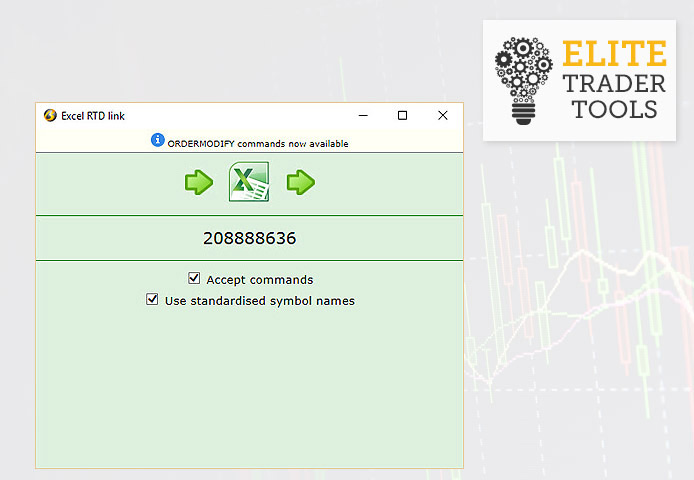 ELITE
TRADER
TOOLS
Excel RTD link
ORDERMODIFY commands now available
208888636
Accept commands
Use standardised symbol names